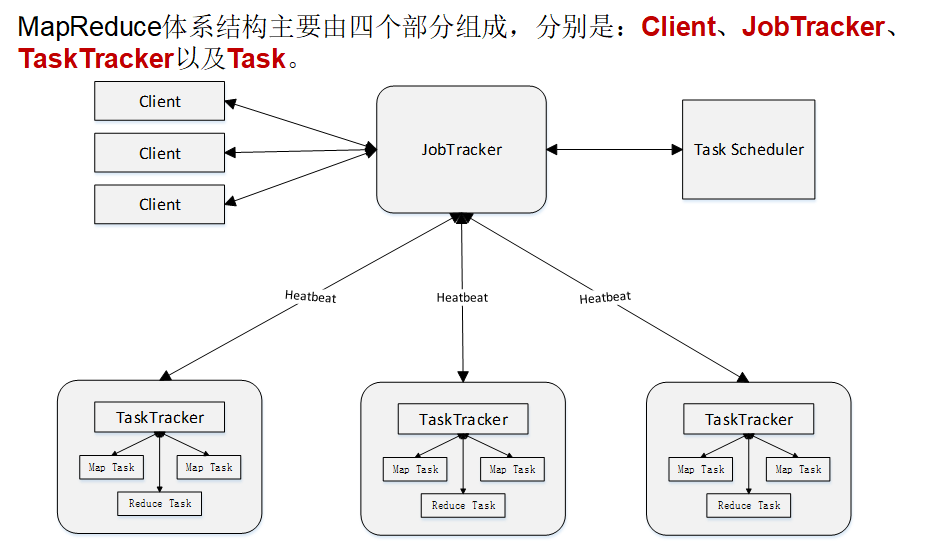 MapReduce体系结构主要由四个部分组成，分别是：Client、JobTracker、
TaskTracker以及Task。
Client
Client
Client
JobTracker
Task Scheduler
Heatbeat
Heatbeat
Heatbeat
TaskTracker
Map Task
Map Task
Reduce Task
TaskTracker
Map Task
Map Task
Reduce Task
TaskTracker
Map Task
Map Task
Reduce Task